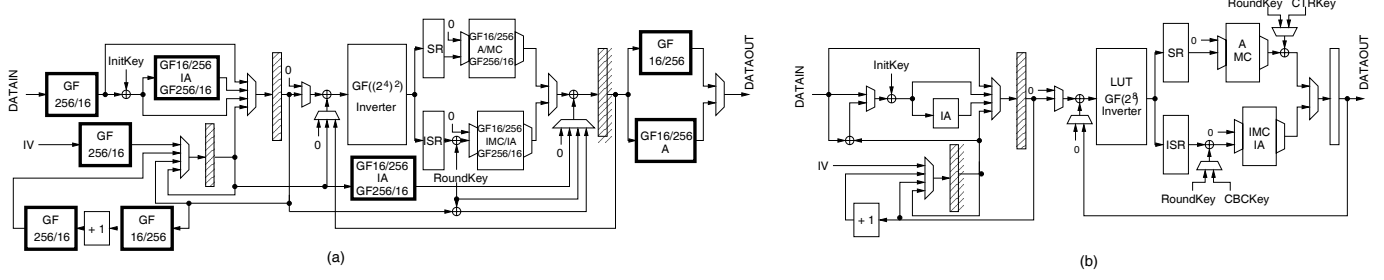 DATAIN
GF
256/16
InitKey
GF16/256
IA
GF256/16
IV
GF
256/16
GF
256/16
+ 1
GF
16/256
0
0
GF((2⁴)²)
Inverter
SR
0
GF16/256
A/MC
GF256/16
ISR
0
GF16/256
IMC/IA
GF256/16
RoundKey
GF16/256
IA
GF256/16
0
GF
16/256
GF16/256
A
DATAOUT
(a)
DATAIN
InitKey
IA
IV
+ 1
0
0
LUT
GF(2⁸)
Inverter
SR
0
A
MC
RoundKey
CTRKey
ISR
0
IMC
IA
RoundKey
CBCKey
DATAOUT
(b)